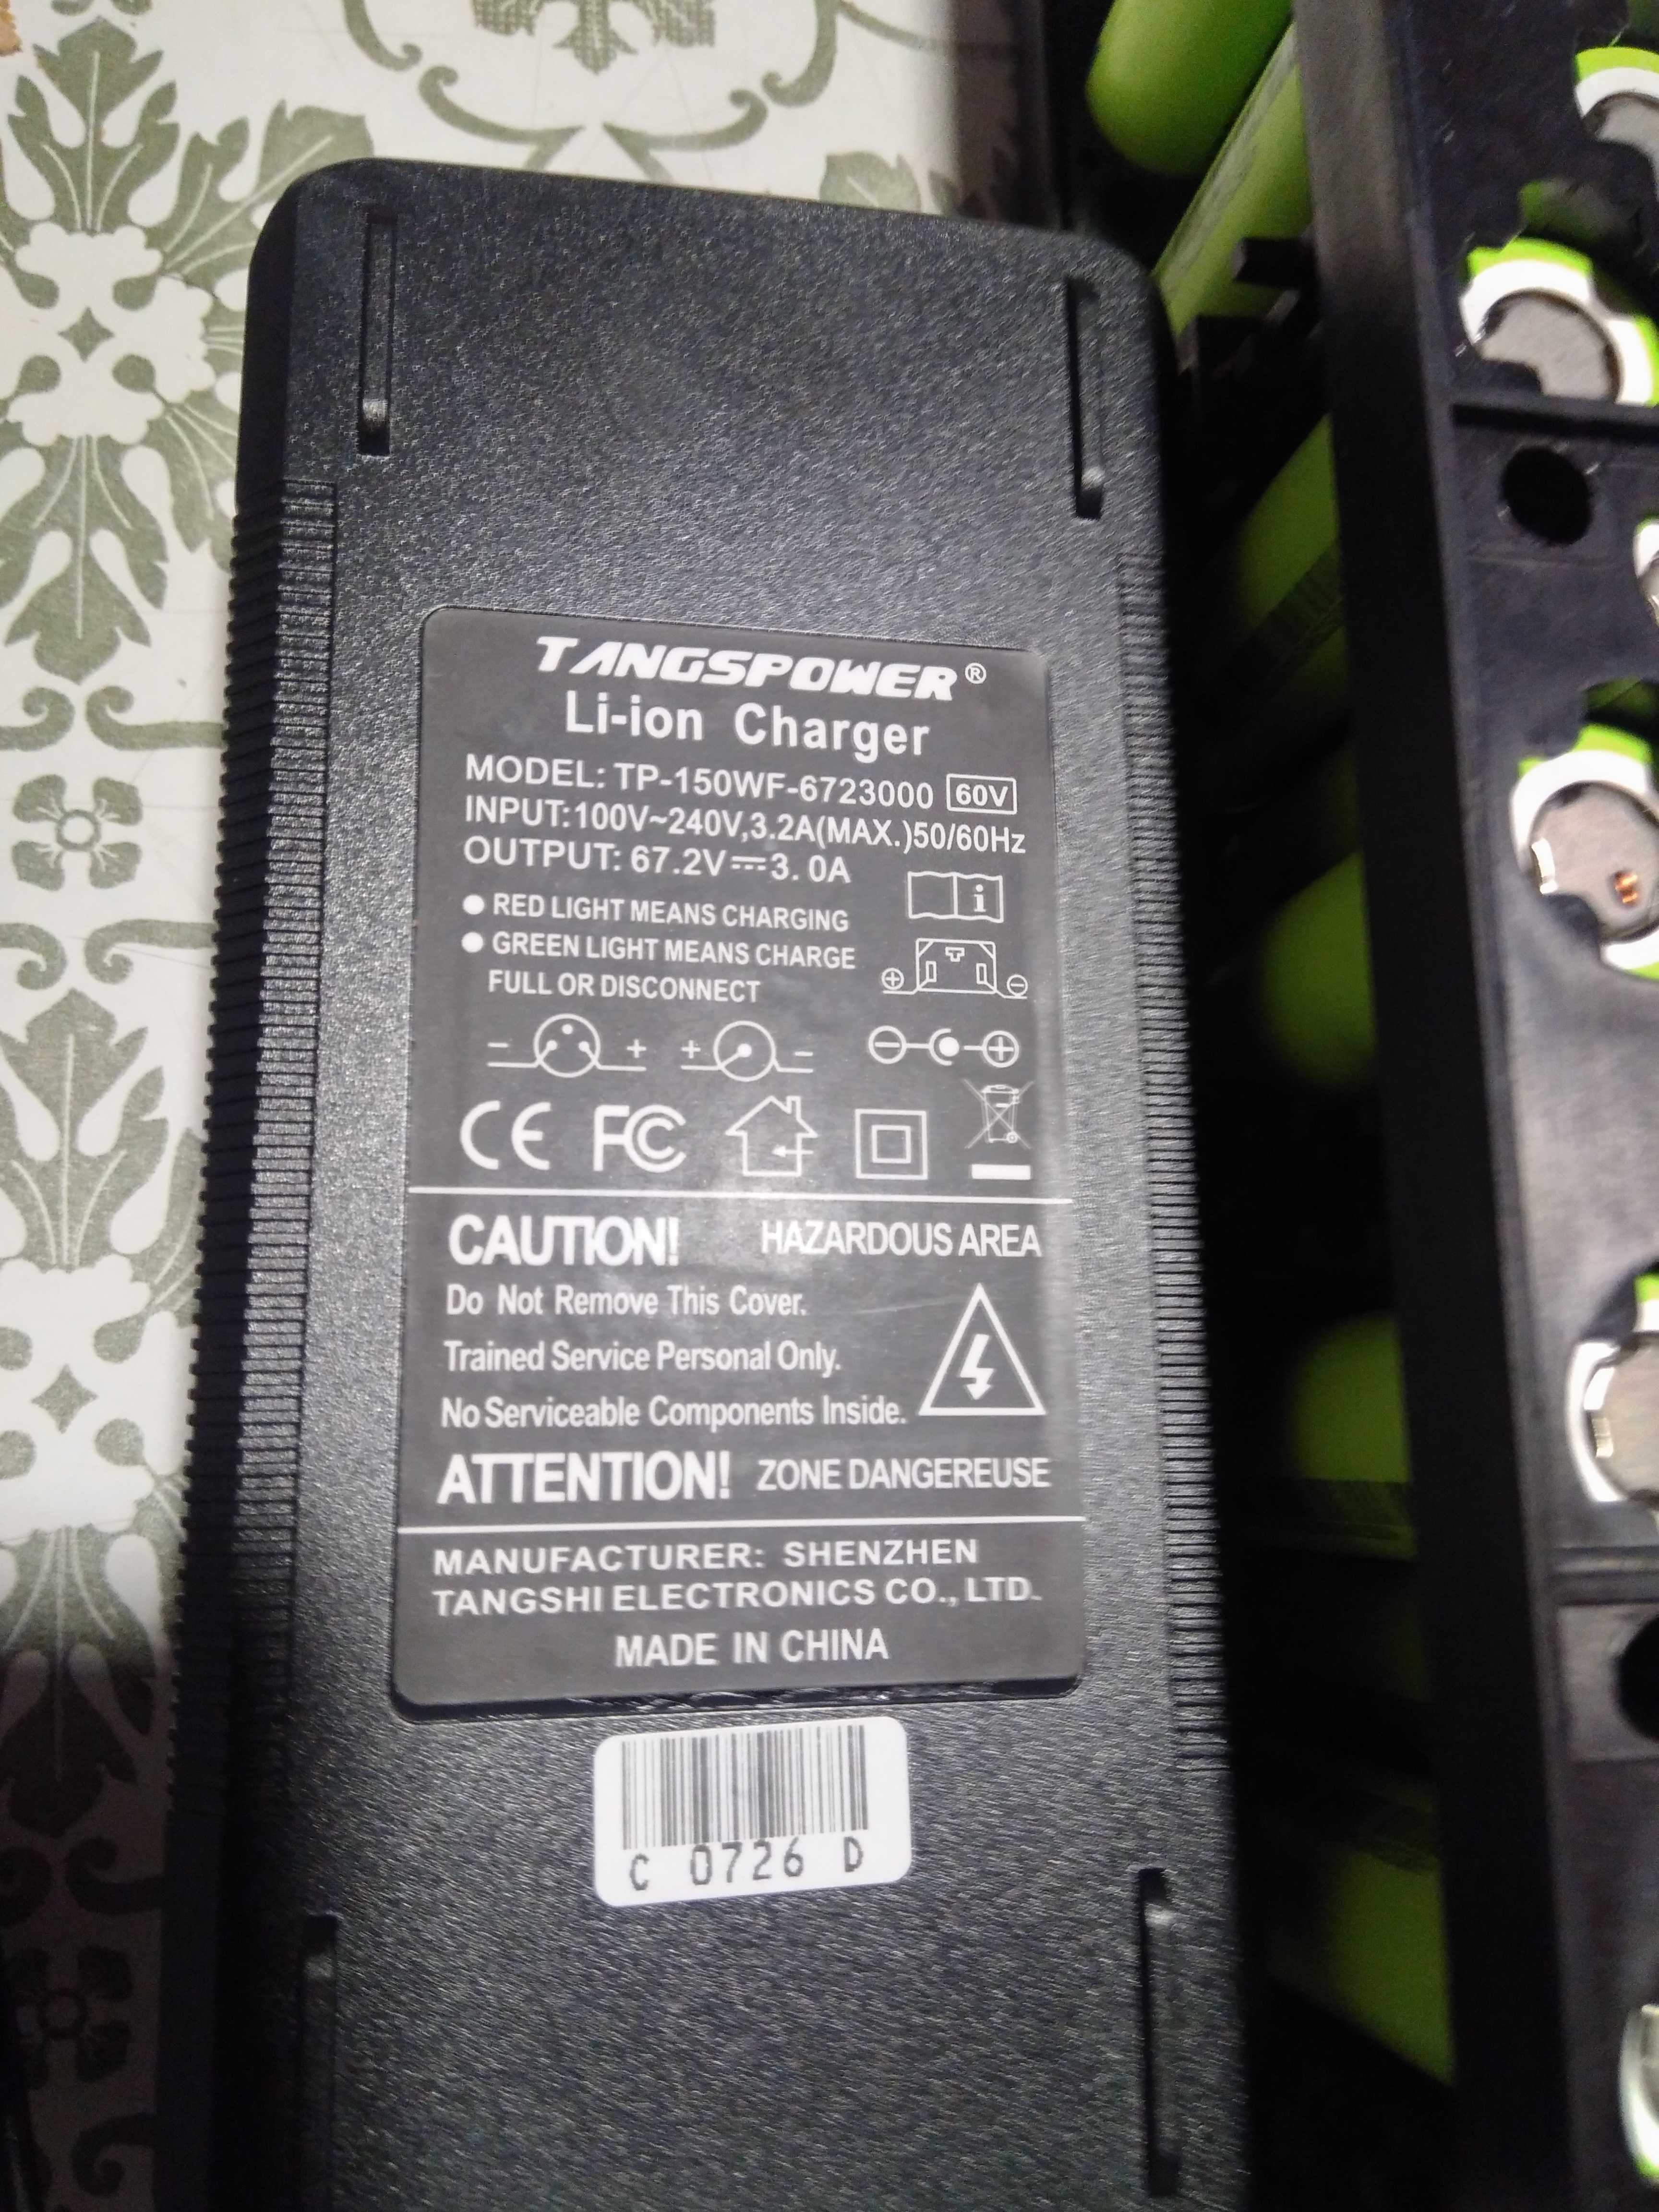 TANGSPOWER®
Li-ion Charger
MODEL: TP-150WF-6723000 60V
INPUT:100V~240V,3.2A(MAX.)50/60Hz
OUTPUT: 67.2V⎓3. 0A
● RED LIGHT MEANS CHARGING
● GREEN LIGHT MEANS CHARGE
FULL OR DISCONNECT
CE FC
CAUTION! HAZARDOUS AREA
Do Not Remove This Cover.
Trained Service Personal Only.
No Serviceable Components Inside.
ATTENTION! ZONE DANGEREUSE
MANUFACTURER: SHENZHEN
TANGSHI ELECTRONICS CO., LTD.
MADE IN CHINA
C 0726 D